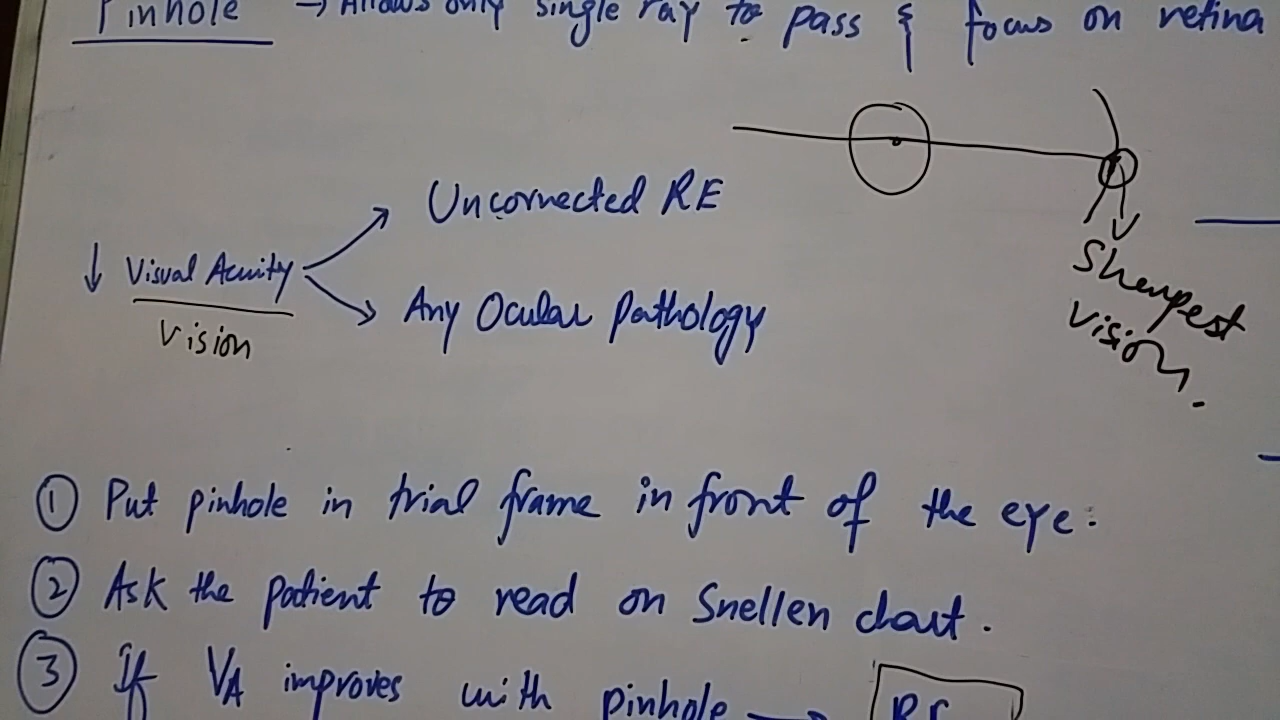 Pinhole → Allows only single ray to pass & focus on retina
Uncorrected RE
↓ Visual Acuity
Vision
Any Ocular Pathology
Sharpest
vision.
① Put pinhole in trial frame in front of the eye.
② Ask the patient to read on Snellen chart.
③ If VA improves with pinhole →